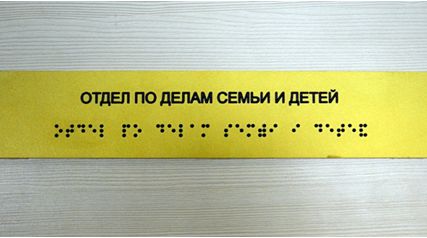 ОТДЕЛ ПО ДЕЛАМ СЕМЬИ И ДЕТЕЙ
⠕⠞⠙⠑⠇ ⠏⠕ ⠙⠑⠇⠁⠍ ⠎⠑⠍⠾⠊ ⠊ ⠙⠑⠞⠑⠯